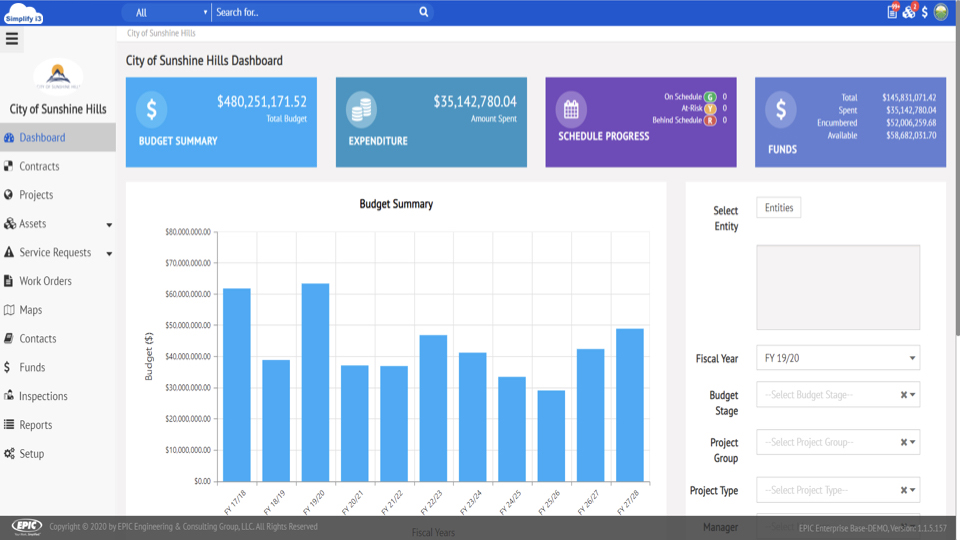 Simplify i3
All
Search for..
99+
2
$
City of Sunshine Hills
City of Sunshine Hills Dashboard
CITY OF SUNSHINE HILLS
City of Sunshine Hills
Dashboard
Contracts
Projects
Assets
Service Requests
Work Orders
Maps
Contacts
$ Funds
Inspections
Reports
Setup
$ $480,251,171.52
Total Budget
BUDGET SUMMARY
$35,142,780.04
Amount Spent
EXPENDITURE
On Schedule G 0
At-Risk Y 0
Behind Schedule R 0
SCHEDULE PROGRESS
$
Total $145,831,071.42
Spent $35,142,780.04
Encumbered $52,006,259.68
Available $58,682,031.70
FUNDS
Budget Summary
Budget ($)
$80.000.000.00
$70.000.000.00
$60.000.000.00
$50.000.000.00
$40.000.000.00
$30.000.000.00
$20.000.000.00
$10.000.000.00
$0.00
FY 17/18
FY 18/19
FY 19/20
FY 20/21
FY 21/22
FY 22/23
FY 23/24
FY 24/25
FY 25/26
FY 26/27
FY 27/28
Fiscal Years
Select Entity
Entities
Fiscal Year
FY 19/20
Budget Stage
--Select Budget Stage--
Project Group
--Select Project Group--
Project Type
--Select Project Type--
Manager
EPIC
Copyright © 2020 by EPIC Engineering & Consulting Group, LLC. All Rights Reserved
EPIC Enterprise Base-DEMO, Version: 1.1.5.157